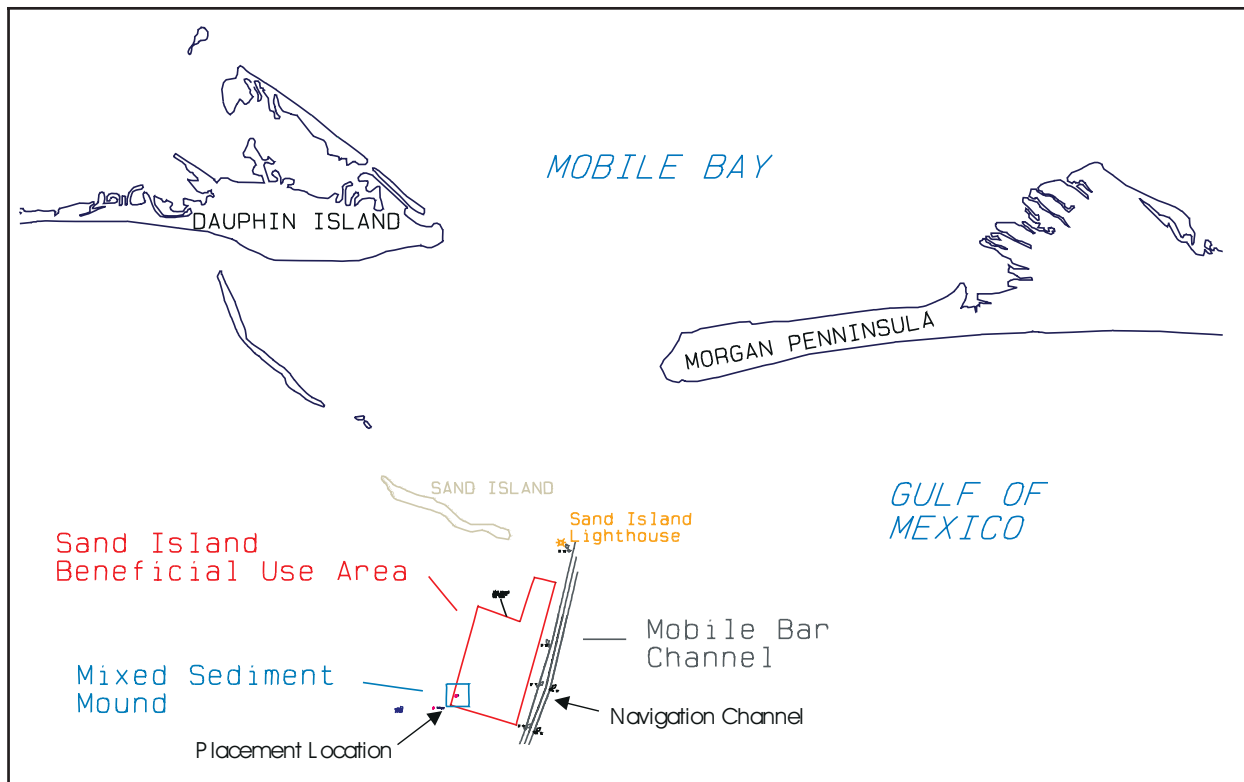 MOBILE BAY
DAUPHIN ISLAND
MORGAN PENNINSULA
SAND ISLAND
GULF OF
MEXICO
Sand Island
Lighthouse
Sand Island
Beneficial Use Area
Mobile Bar
Channel
Mixed Sediment
Mound
Navigation Channel
Placement Location